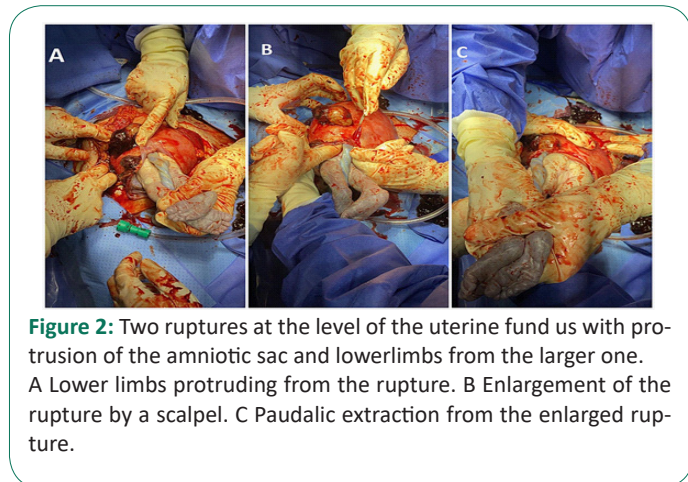 A
B
C
Figure 2: Two ruptures at the level of the uterine fund us with pro-
trusion of the amniotic sac and lowerlimbs from the larger one.
A Lower limbs protruding from the rupture. B Enlargement of the
rupture by a scalpel. C Paudalic extraction from the enlarged rup-
ture.